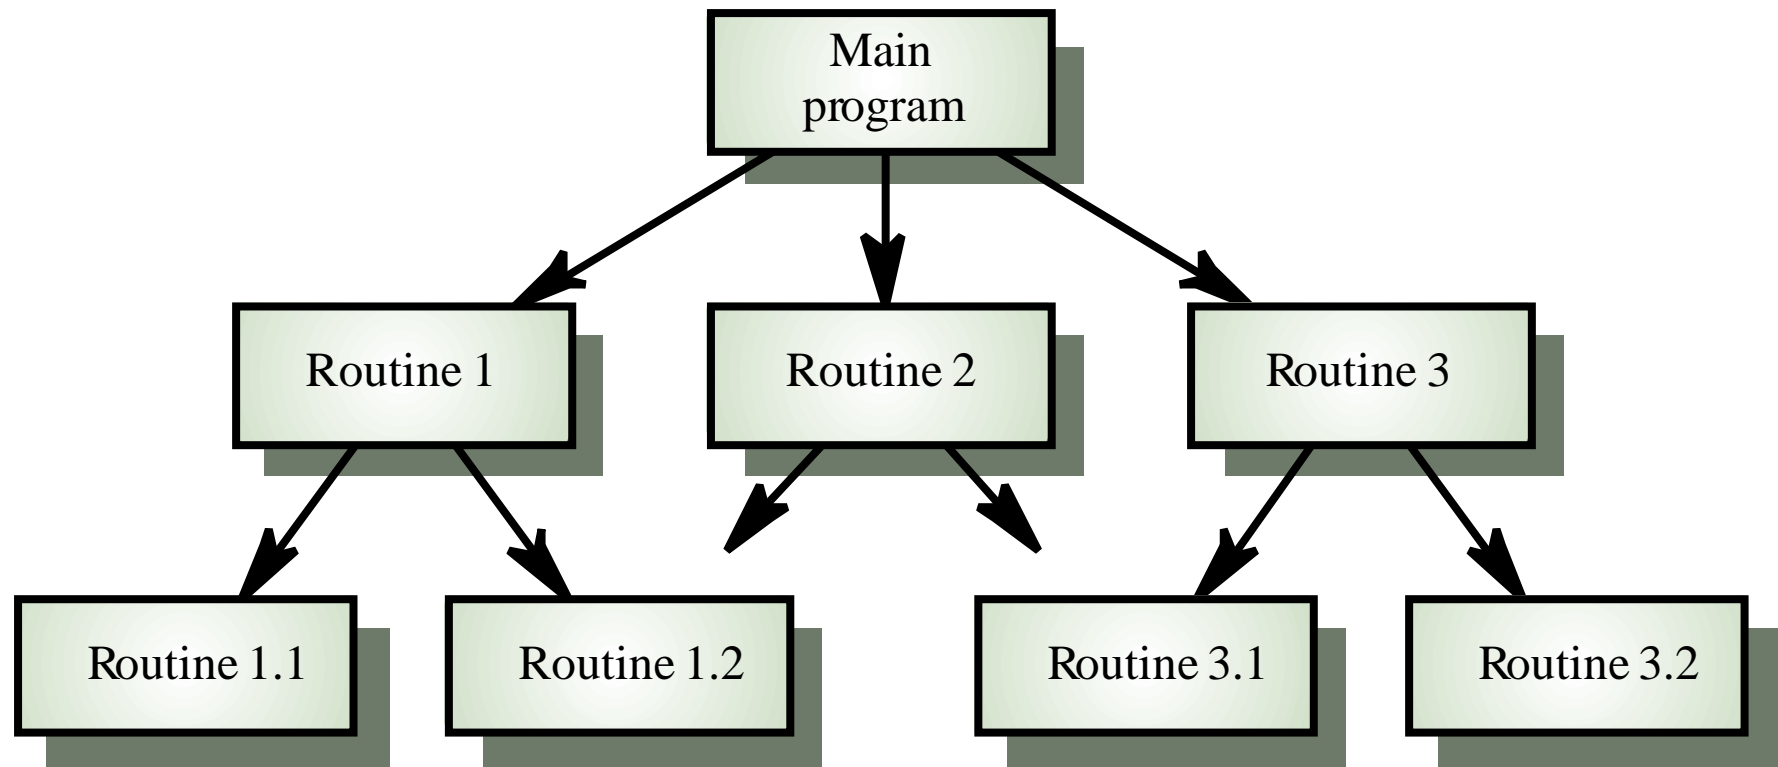 Main
program
Routine 1
Routine 2
Routine 3
Routine 1.1
Routine 1.2
Routine 3.1
Routine 3.2